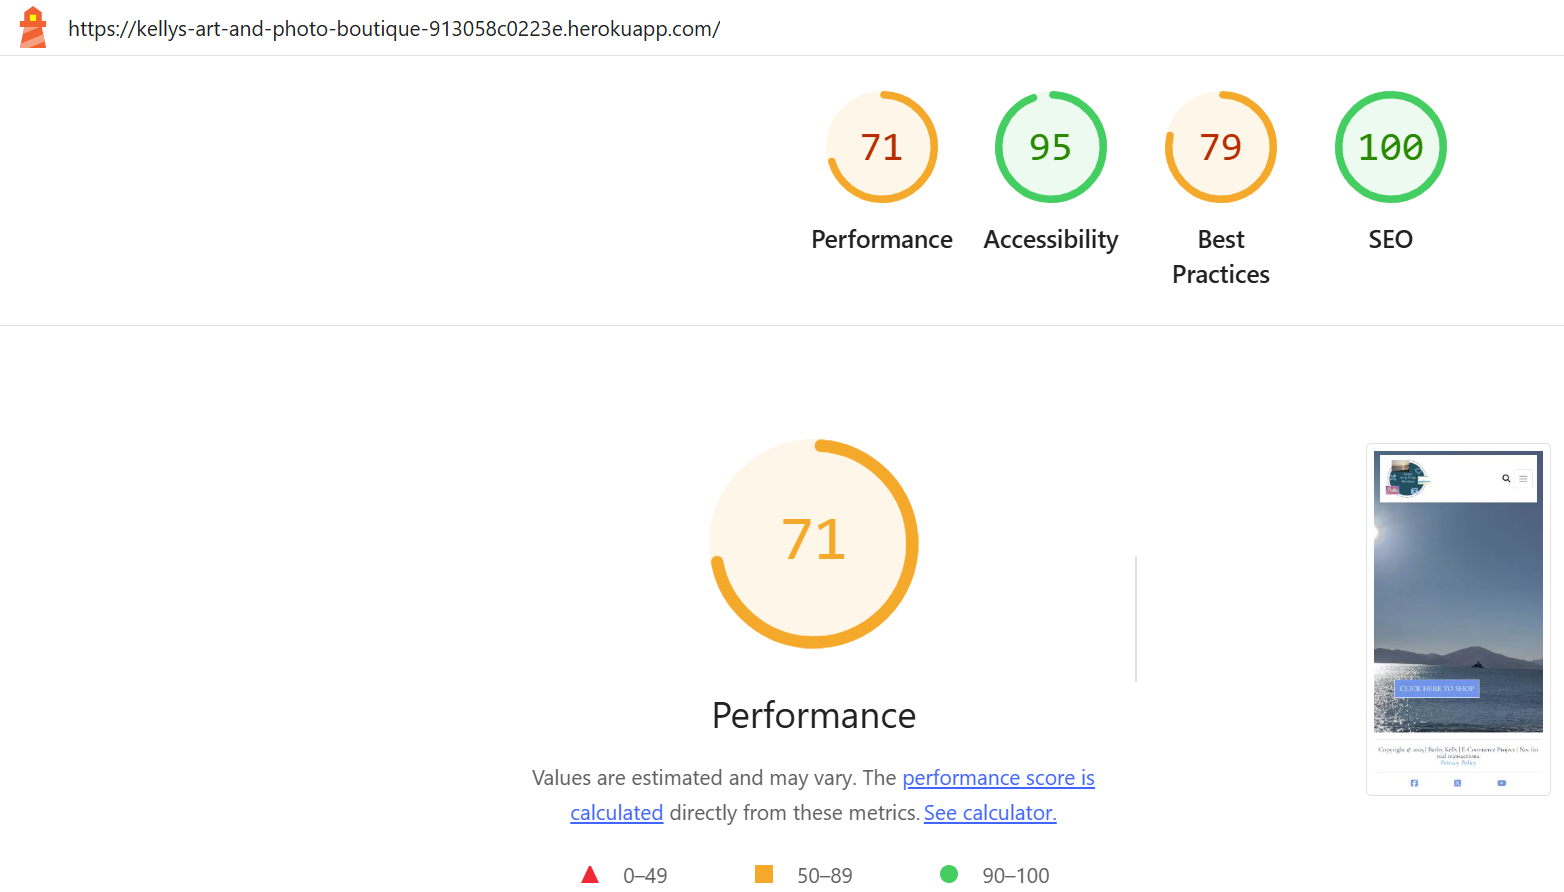 https://kellys-art-and-photo-boutique-913058c0223e.herokuapp.com/
71
95
79
100
Performance
Accessibility
Best
Practices
SEO
71
Performance
Values are estimated and may vary. The performance score is
calculated directly from these metrics. See calculator.
0–49
50–89
90–100
CLICK HERE TO SHOP
Privacy Policy